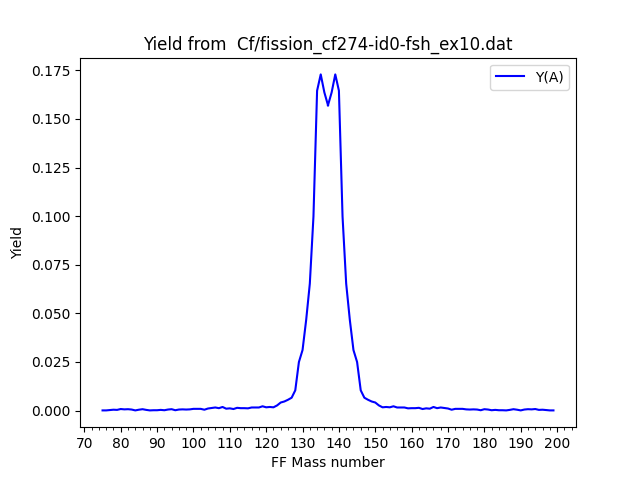 Yield from  Cf/fission_cf274-id0-fsh_ex10.dat
Y(A)
Yield
0.175
0.150
0.125
0.100
0.075
0.050
0.025
0.000
70 80 90 100 110 120 130 140 150 160 170 180 190 200
FF Mass number